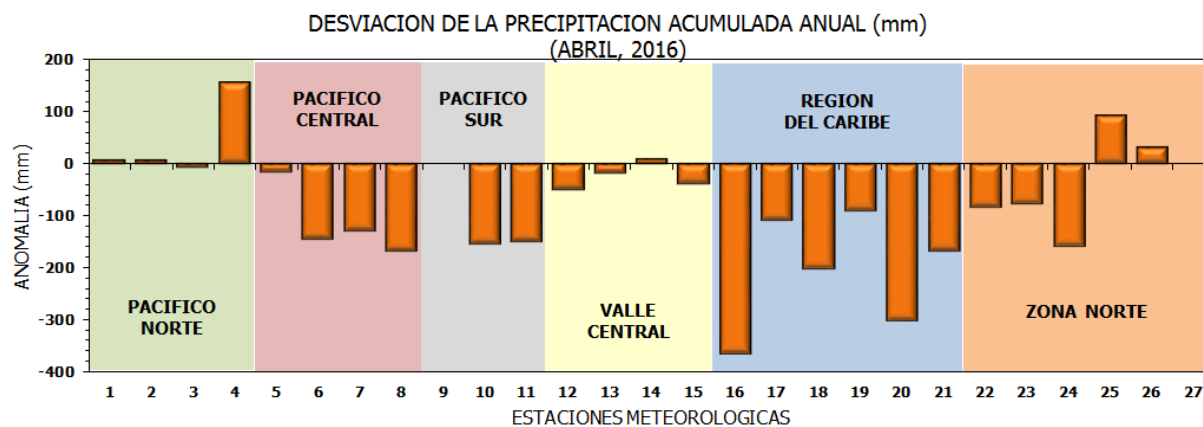 DESVIACION DE LA PRECIPITACION ACUMULADA ANUAL (mm)
(ABRIL, 2016)
ANOMALIA (mm)
200
100
0
-100
-200
-300
-400
PACIFICO
NORTE
PACIFICO
CENTRAL
PACIFICO
SUR
VALLE
CENTRAL
REGION
DEL CARIBE
ZONA NORTE
1 2 3 4 5 6 7 8 9 10 11 12 13 14 15 16 17 18 19 20 21 22 23 24 25 26 27
ESTACIONES METEOROLOGICAS